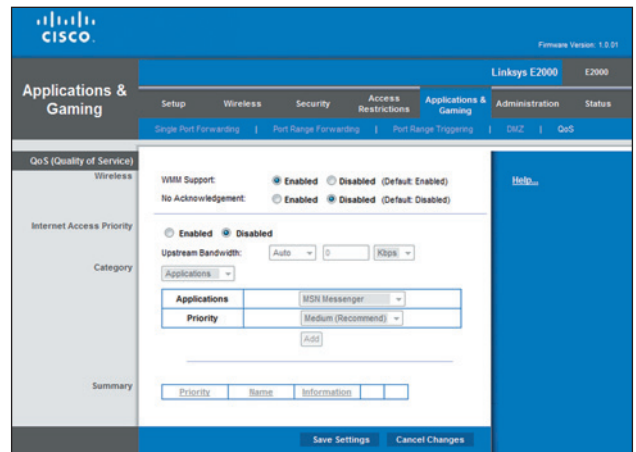 CISCO
Firmware Version: 1.0.01
Linksys E2000 E2000
Applications & Gaming
Setup Wireless Security Access Restrictions Applications & Gaming Administration Status
Single Port Forwarding | Port Range Forwarding | Port Range Triggering | DMZ | QoS
QoS (Quality of Service)
Wireless
WMM Support: Enabled Disabled (Default: Enabled)
No Acknowledgement: Enabled Disabled (Default: Disabled)
Help...
Internet Access Priority
Enabled Disabled
Upstream Bandwidth: Auto 0 Kbps
Category
Applications
Applications MSN Messenger
Priority Medium (Recommend)
Add
Summary
Priority Name Information
Save Settings Cancel Changes